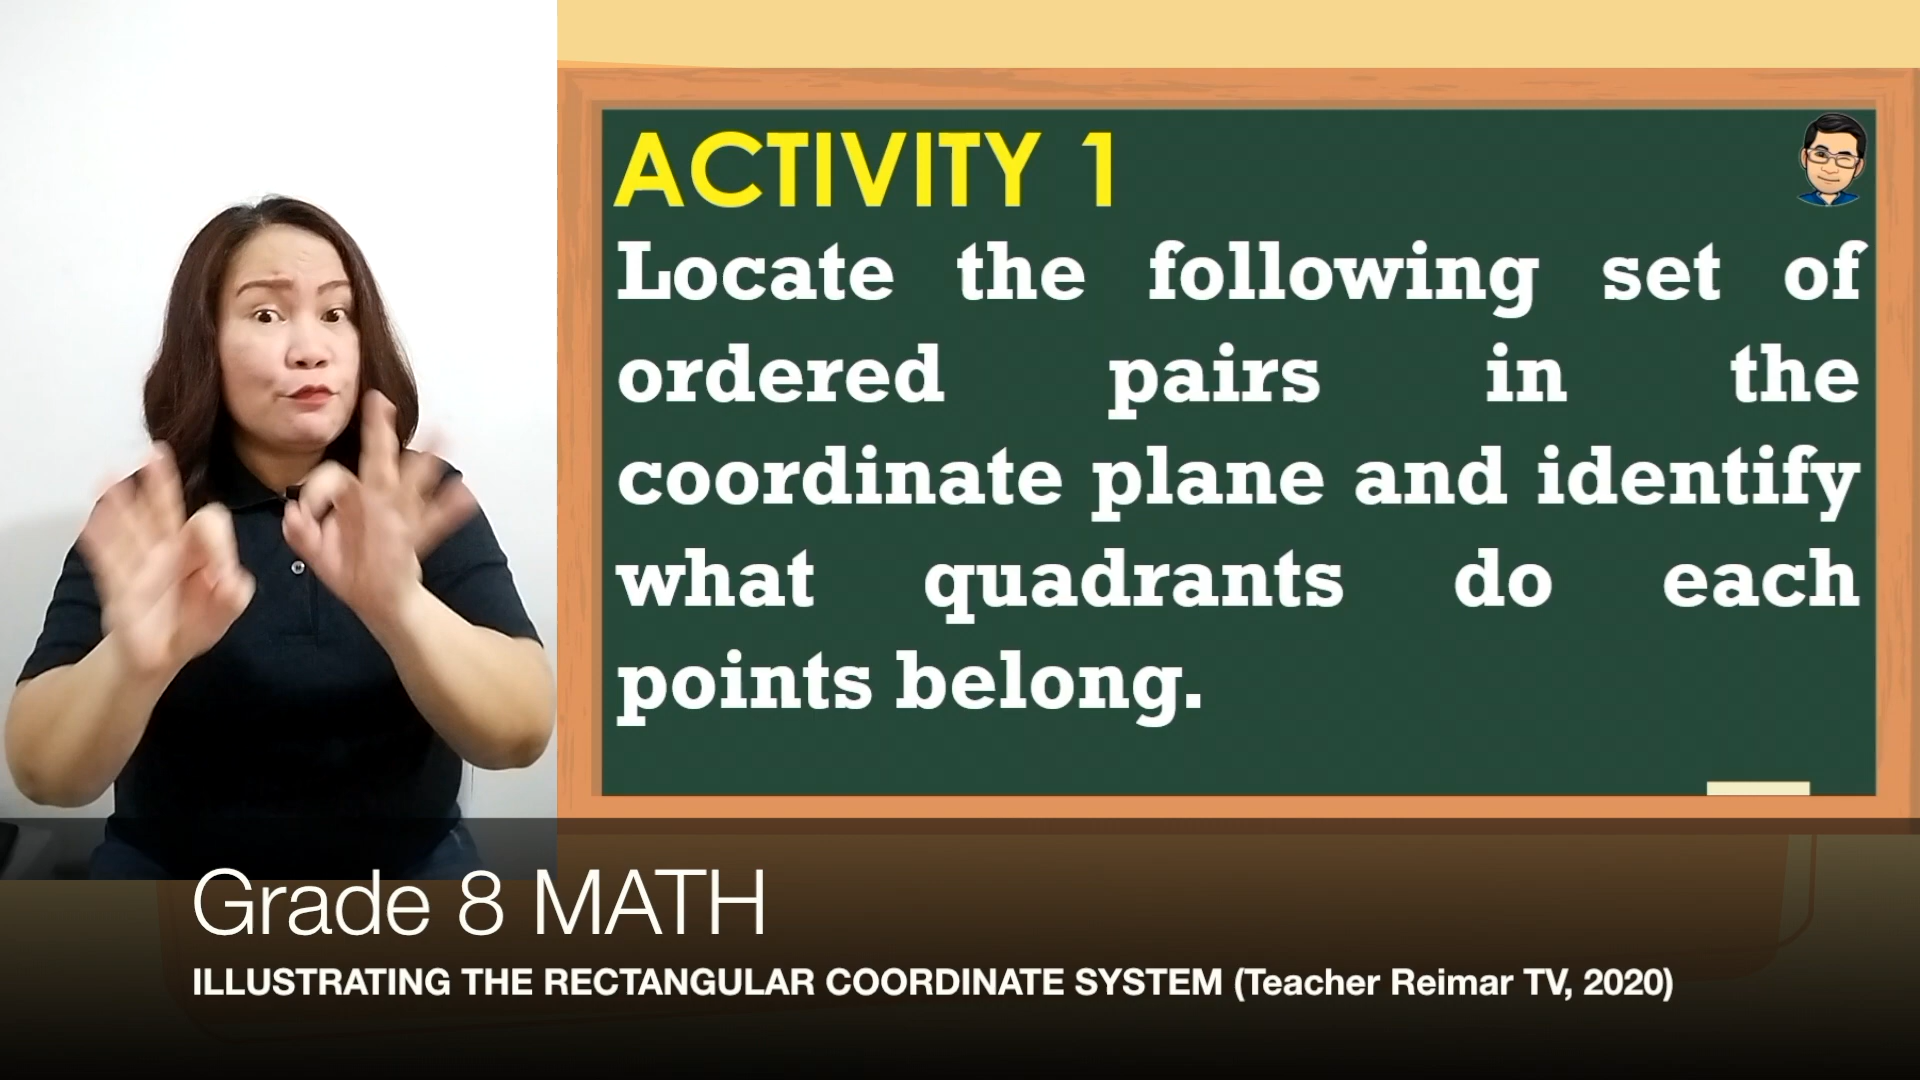 ACTIVITY 1
Locate the following set of
ordered pairs in the
coordinate plane and identify
what quadrants do each
points belong.
Grade 8 MATH
ILLUSTRATING THE RECTANGULAR COORDINATE SYSTEM (Teacher Reimar TV, 2020)